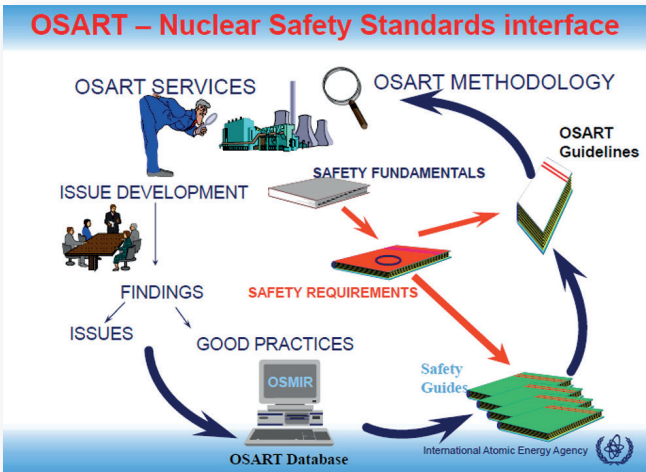 OSART – Nuclear Safety Standards interface
OSART SERVICES
OSART METHODOLOGY
OSART
Guidelines
SAFETY FUNDAMENTALS
ISSUE DEVELOPMENT
SAFETY REQUIREMENTS
FINDINGS
ISSUES
GOOD PRACTICES
Safety
Guides
OSMIR
OSART Database
International Atomic Energy Agency